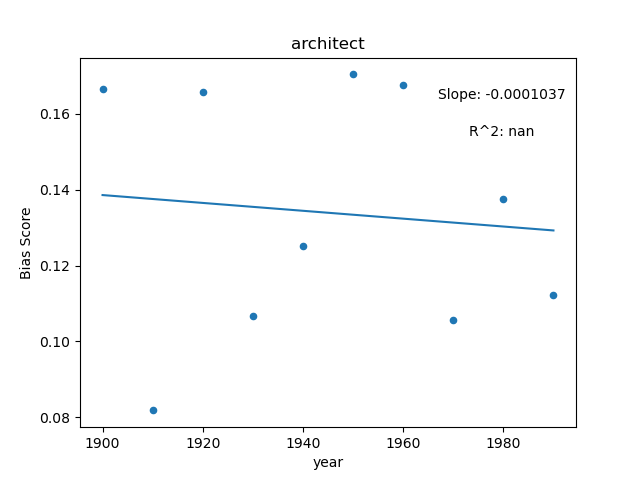 architect
Slope: -0.0001037
R^2: nan
0.16
0.14
0.12
0.10
0.08
Bias Score
1900 1920 1940 1960 1980
year